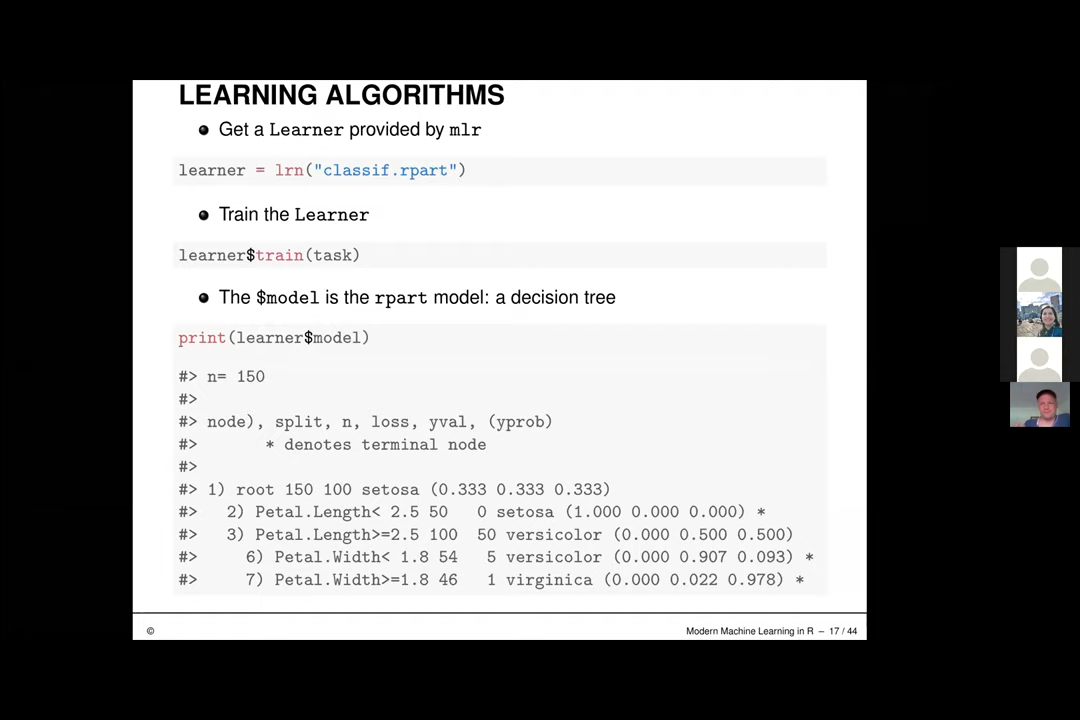 LEARNING ALGORITHMS
Get a Learner provided by mlr
learner = lrn("classif.rpart")
Train the Learner
learner$train(task)
The $model is the rpart model: a decision tree
print(learner$model)
#> n= 150
#>
#> node), split, n, loss, yval, (yprob)
#>       * denotes terminal node
#>
#> 1) root 150 100 setosa (0.333 0.333 0.333)
#>   2) Petal.Length< 2.5 50   0 setosa (1.000 0.000 0.000) *
#>   3) Petal.Length>=2.5 100  50 versicolor (0.000 0.500 0.500)
#>     6) Petal.Width< 1.8 54   5 versicolor (0.000 0.907 0.093) *
#>     7) Petal.Width>=1.8 46   1 virginica (0.000 0.022 0.978) *
© Modern Machine Learning in R – 17 / 44